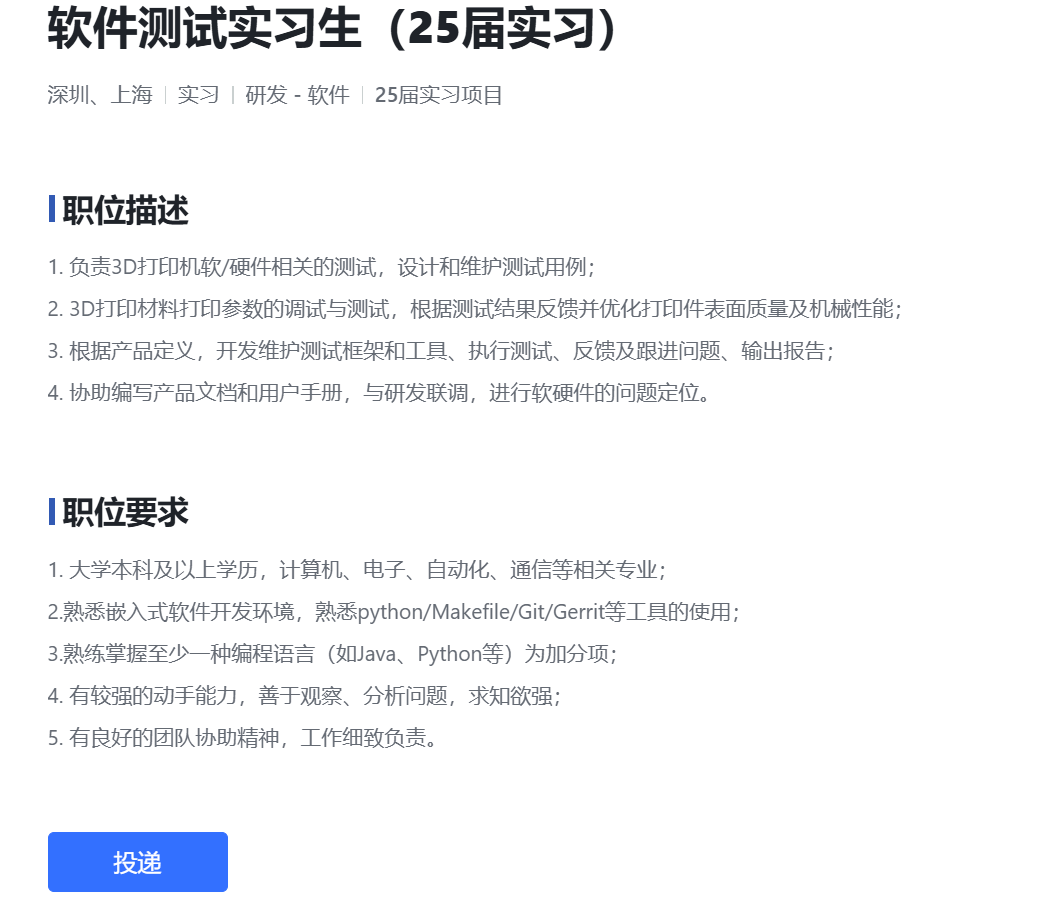 软件测试实习生（25届实习）
深圳、上海 | 实习 | 研发 - 软件 | 25届实习项目
职位描述
1. 负责3D打印机软/硬件相关的测试，设计和维护测试用例；
2. 3D打印材料打印参数的调试与测试，根据测试结果反馈并优化打印件表面质量及机械性能；
3. 根据产品定义，开发维护测试框架和工具、执行测试、反馈及跟进问题、输出报告；
4. 协助编写产品文档和用户手册，与研发联调，进行软硬件的问题定位。
职位要求
1. 大学本科及以上学历，计算机、电子、自动化、通信等相关专业；
2.熟悉嵌入式软件开发环境，熟悉python/Makefile/Git/Gerrit等工具的使用；
3.熟练掌握至少一种编程语言（如Java、Python等）为加分项；
4. 有较强的动手能力，善于观察、分析问题，求知欲强；
5. 有良好的团队协助精神，工作细致负责。
投递